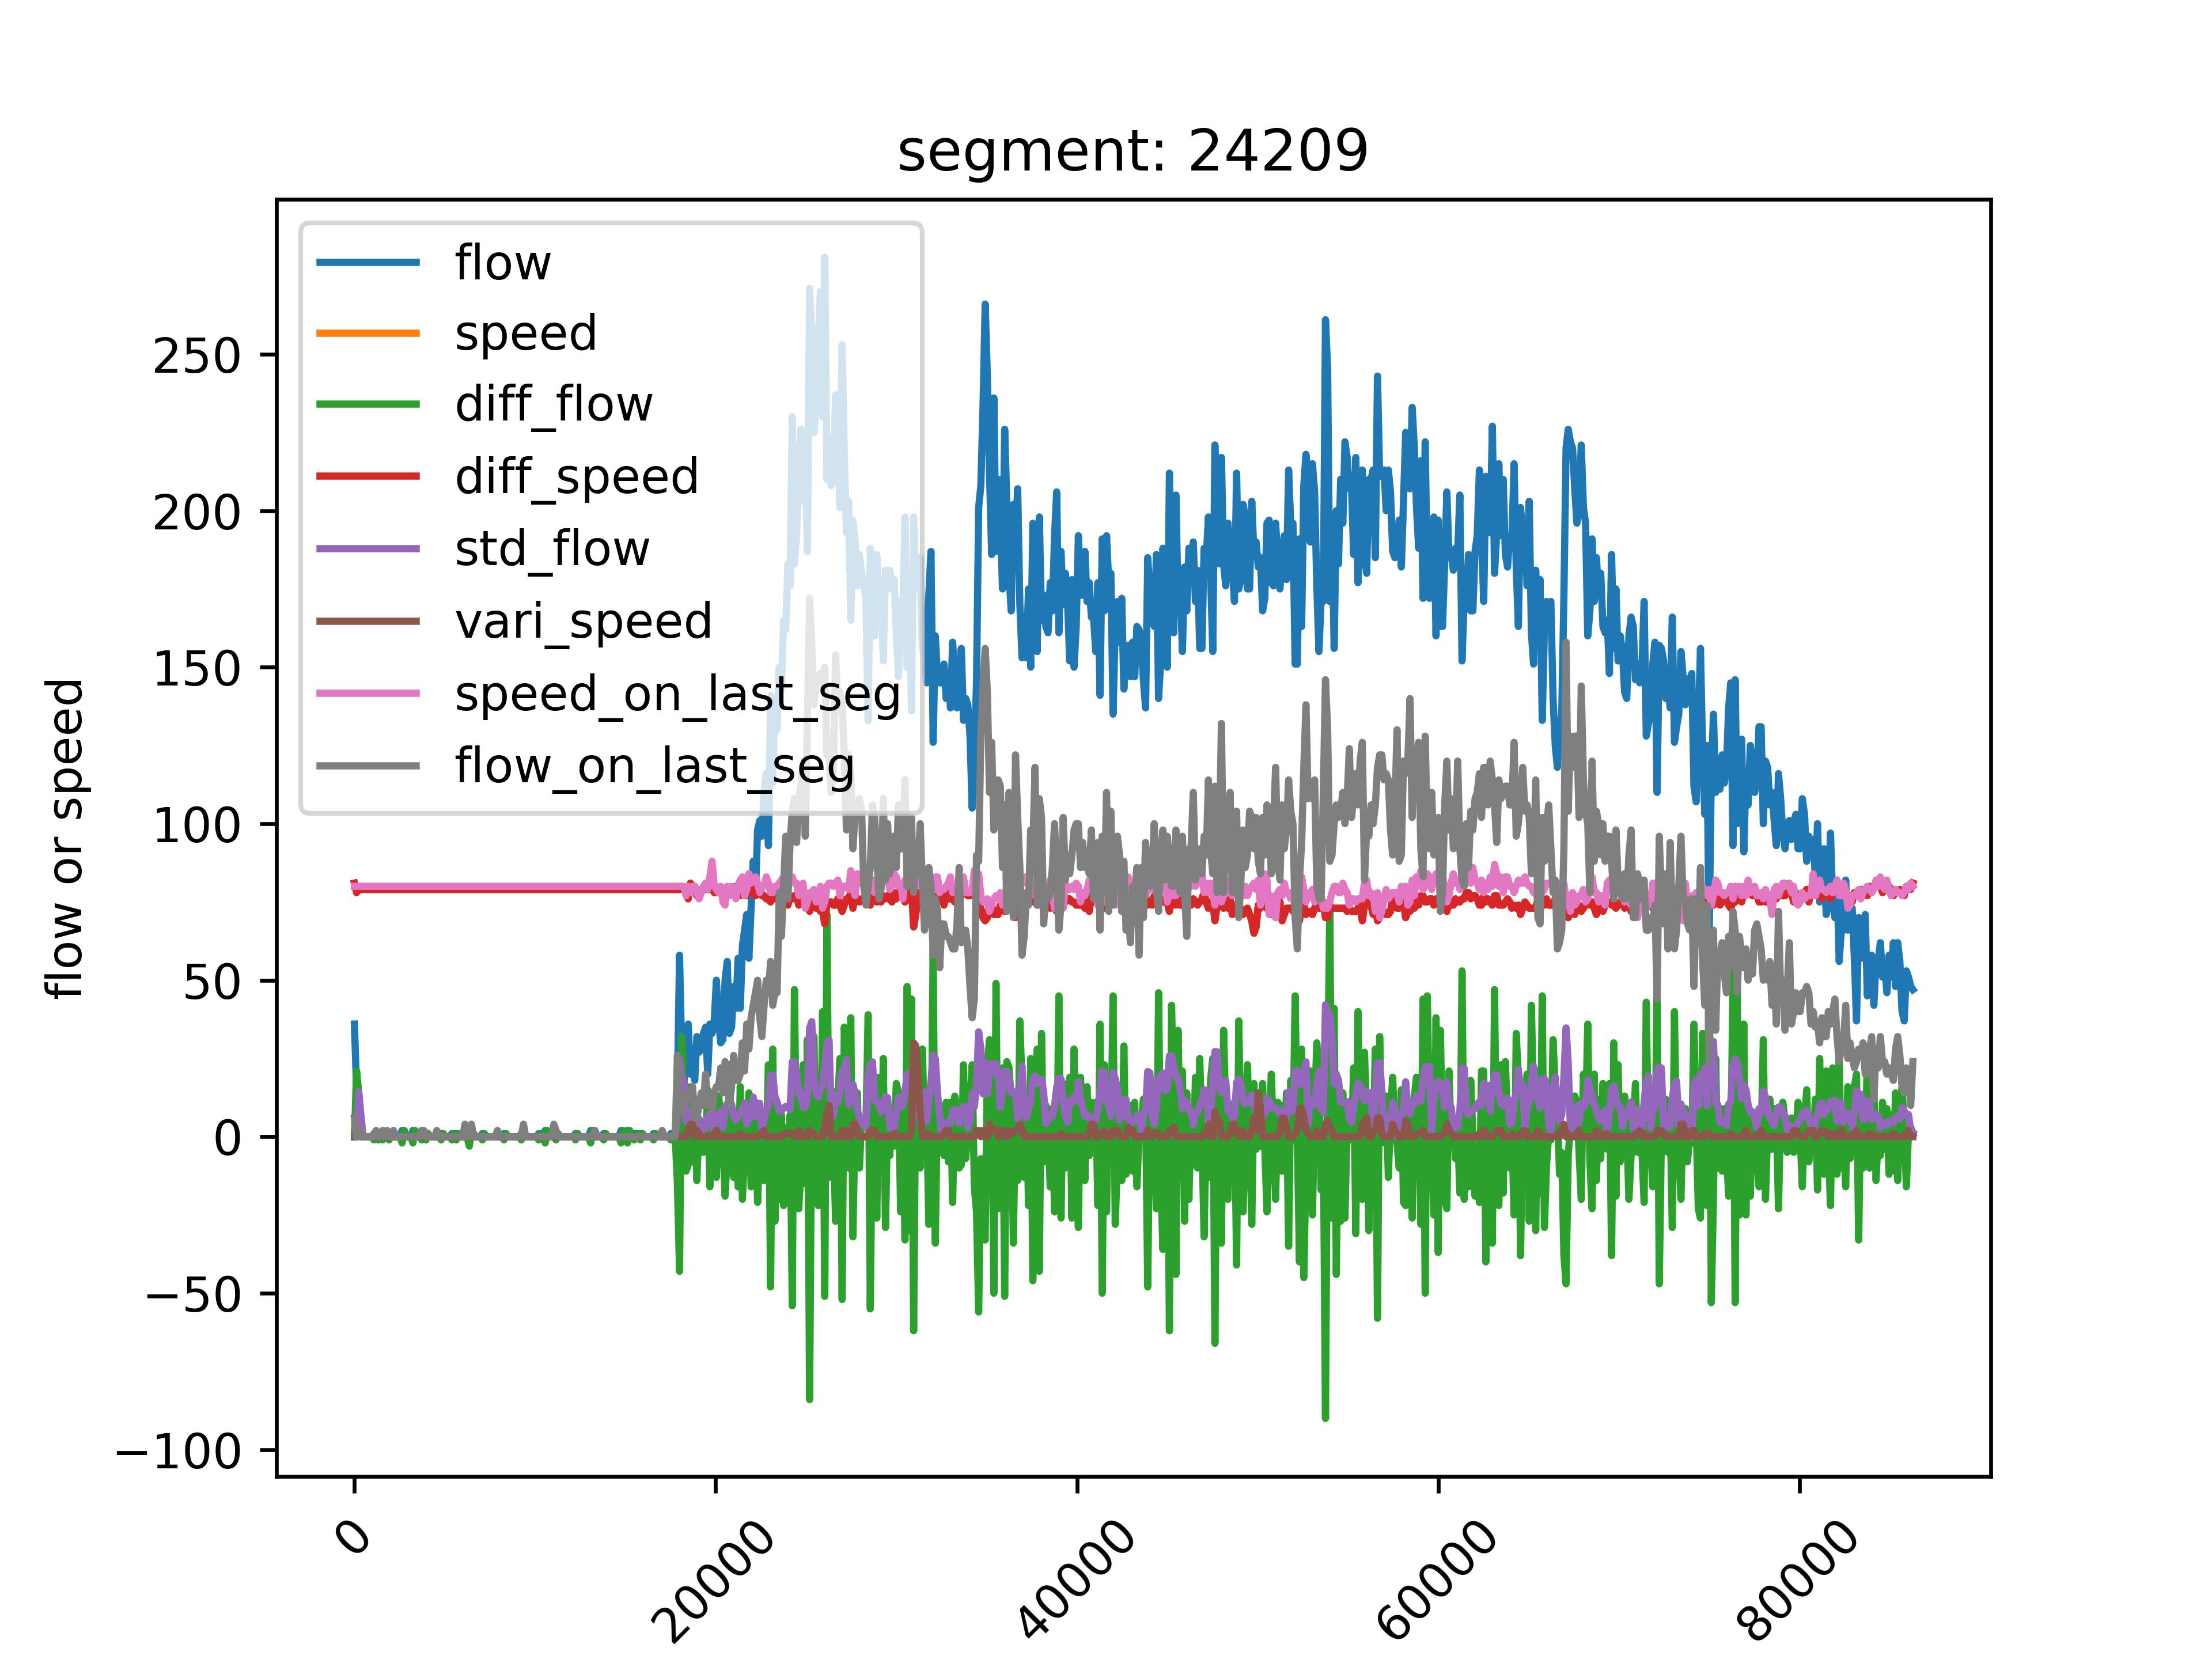 segment: 24209
flow
speed
diff_flow
diff_speed
std_flow
vari_speed
speed_on_last_seg
flow_on_last_seg
flow or speed
250
200
150
100
50
0
−50
−100
0
20000
40000
60000
80000